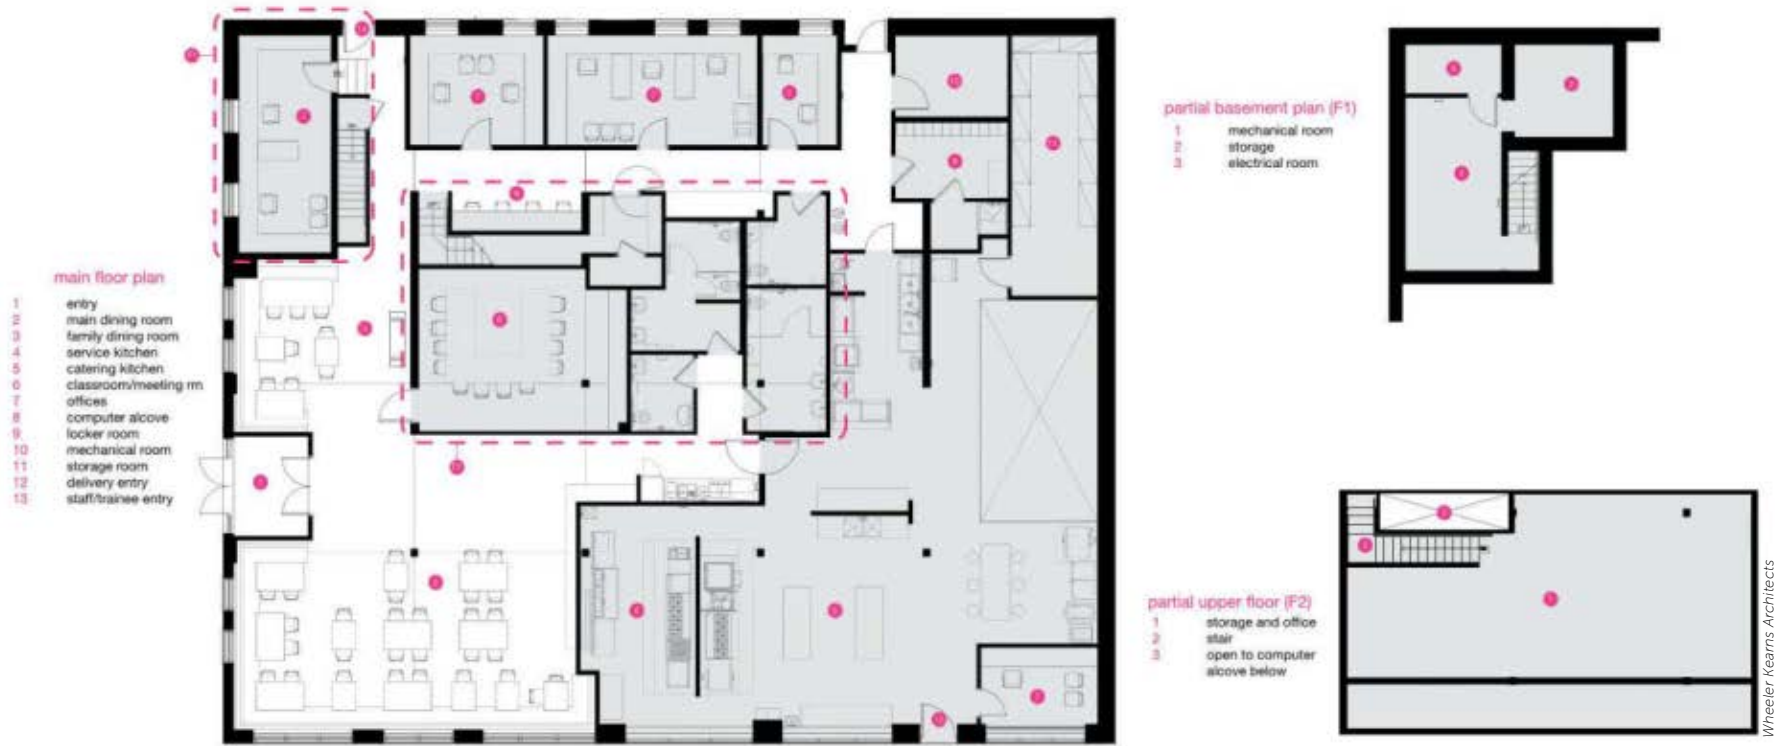 main floor plan
1 entry
2 main dining room
3 family dining room
4 service kitchen
5 catering kitchen
6 classroom/meeting rm
7 offices
8 computer alcove
9 locker room
10 mechanical room
11 storage room
12 delivery entry
13 staff/trainee entry
partial basement plan (F1)
1 mechanical room
2 storage
3 electrical room
partial upper floor (F2)
1 storage and office
2 stair
3 open to computer
alcove below
Wheeler Kearns Architects